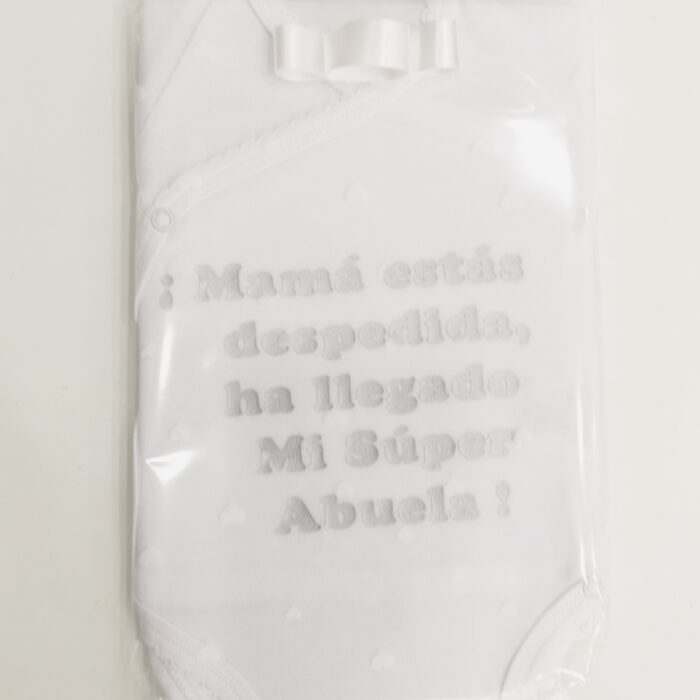 ¡ Mamá estás
despedida,
ha llegado
Mi Súper
Abuela !